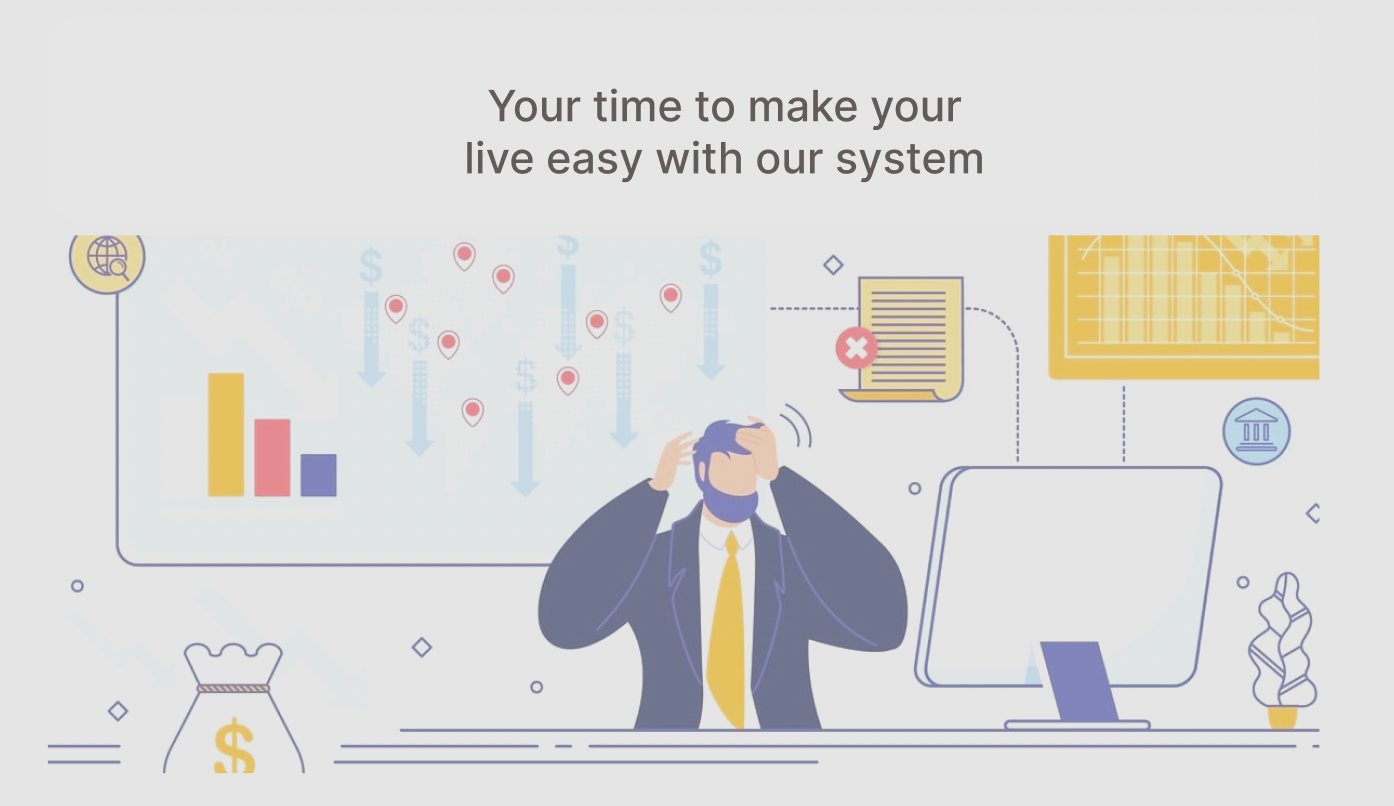 Your time to make your
live easy with our system
$ $ $
$ $
$
$